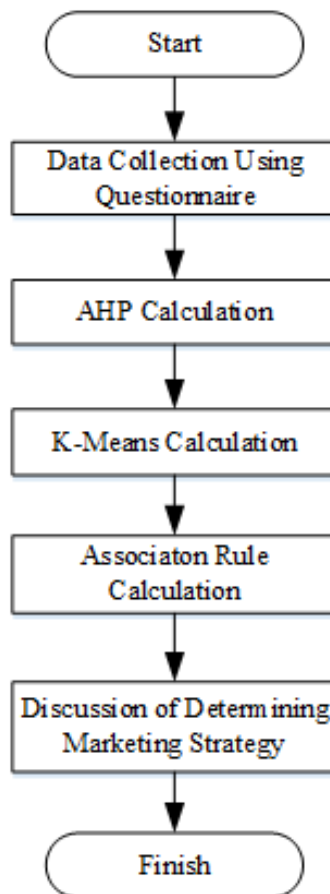 Start
Data Collection Using
Questionnaire
AHP Calculation
K-Means Calculation
Associaton Rule
Calculation
Discussion of Determining
Marketing Strategy
Finish